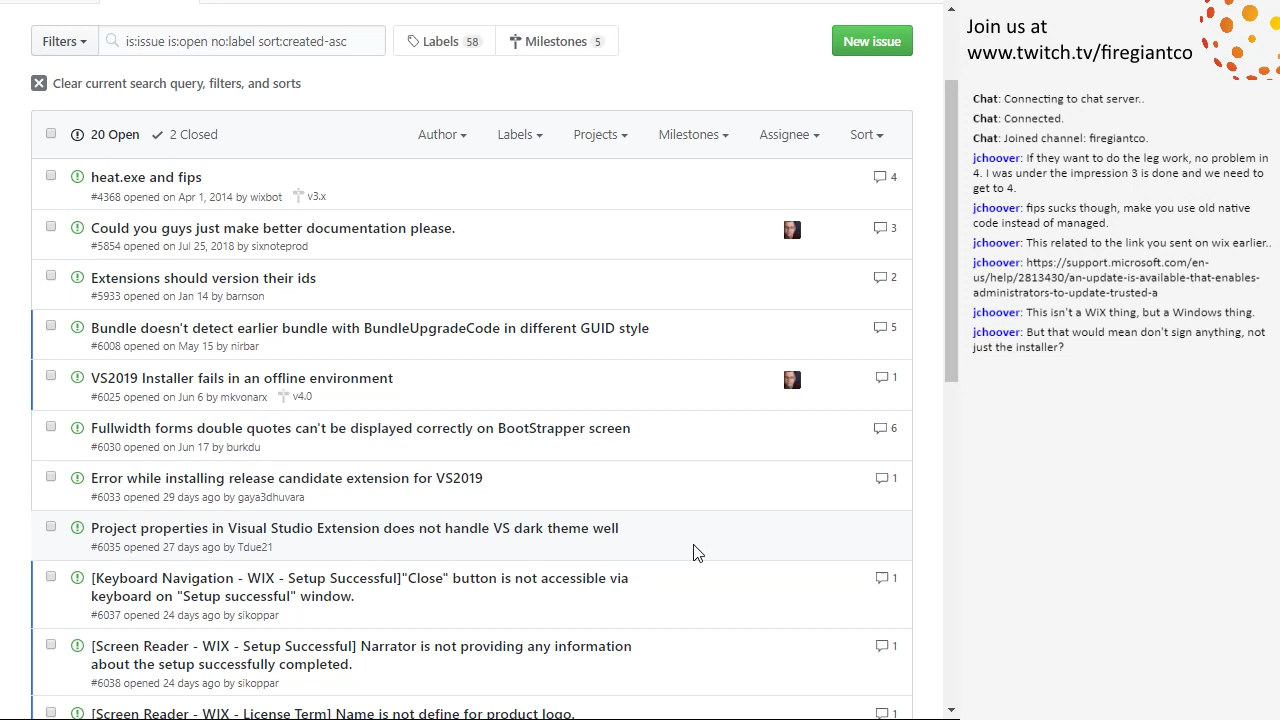 Filters
is:issue is:open no:label sort:created-asc
Labels 58
Milestones 5
New issue
Clear current search query, filters, and sorts
20 Open
2 Closed
Author
Labels
Projects
Milestones
Assignee
Sort
heat.exe and fips
4
#4368 opened on Apr 1, 2014 by wixbot v3.x
Could you guys just make better documentation please.
3
#5854 opened on Jul 25, 2018 by sixnoteprod
Extensions should version their ids
2
#5933 opened on Jan 14 by barnson
Bundle doesn't detect earlier bundle with BundleUpgradeCode in different GUID style
5
#6008 opened on May 15 by nirbar
VS2019 Installer fails in an offline environment
1
#6025 opened on Jun 6 by mkvonarx v4.0
Fullwidth forms double quotes can't be displayed correctly on BootStrapper screen
6
#6030 opened on Jun 17 by burkdu
Error while installing release candidate extension for VS2019
1
#6033 opened 29 days ago by gaya3dhuvara
Project properties in Visual Studio Extension does not handle VS dark theme well
#6035 opened 27 days ago by Tdue21
[Keyboard Navigation - WIX - Setup Successful]"Close" button is not accessible via
keyboard on "Setup successful" window.
1
#6037 opened 24 days ago by sikoppar
[Screen Reader - WIX - Setup Successful] Narrator is not providing any information
about the setup successfully completed.
1
#6038 opened 24 days ago by sikoppar
[Screen Reader - WIX - License Term] Name is not define for product logo.
1
Join us at
www.twitch.tv/firegiantco
Chat: Connecting to chat server..
Chat: Connected.
Chat: Joined channel: firegiantco.
jchoover: If they want to do the leg work, no problem in
4. I was under the impression 3 is done and we need to
get to 4.
jchoover: fips sucks though, make you use old native
code instead of managed.
jchoover: This related to the link you sent on wix earlier..
jchoover: https://support.microsoft.com/en-
us/help/2813430/an-update-is-available-that-enables-
administrators-to-update-trusted-a
jchoover: This isn't a WiX thing, but a Windows thing.
jchoover: But that would mean don't sign anything, not
just the installer?